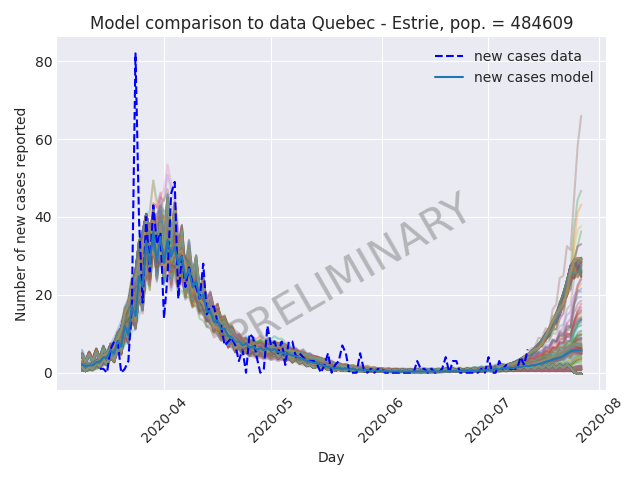 Model comparison to data Quebec - Estrie, pop. = 484609
new cases data
new cases model
80
60
40
20
0
Number of new cases reported
PRELIMINARY
2020-04
2020-05
2020-06
2020-07
2020-08
Day